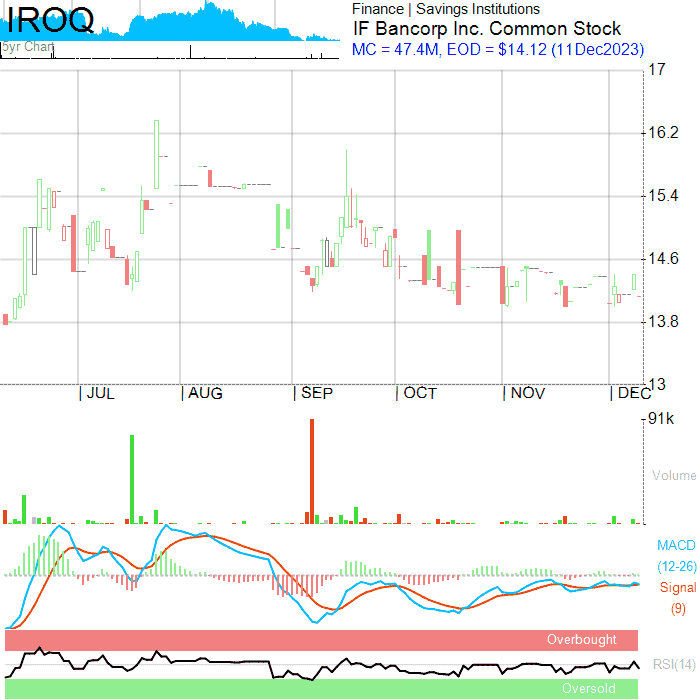 IROQ
5yr Chart
Finance | Savings Institutions
IF Bancorp Inc. Common Stock
MC = 47.4M, EOD = $14.12 (11Dec2023)
17
16.2
15.4
14.6
13.8
13
| JUL
| AUG
| SEP
| OCT
| NOV
| DEC
91k
Volume
MACD
(12-26)
Signal
(9)
Overbought
RSI(14)
Oversold